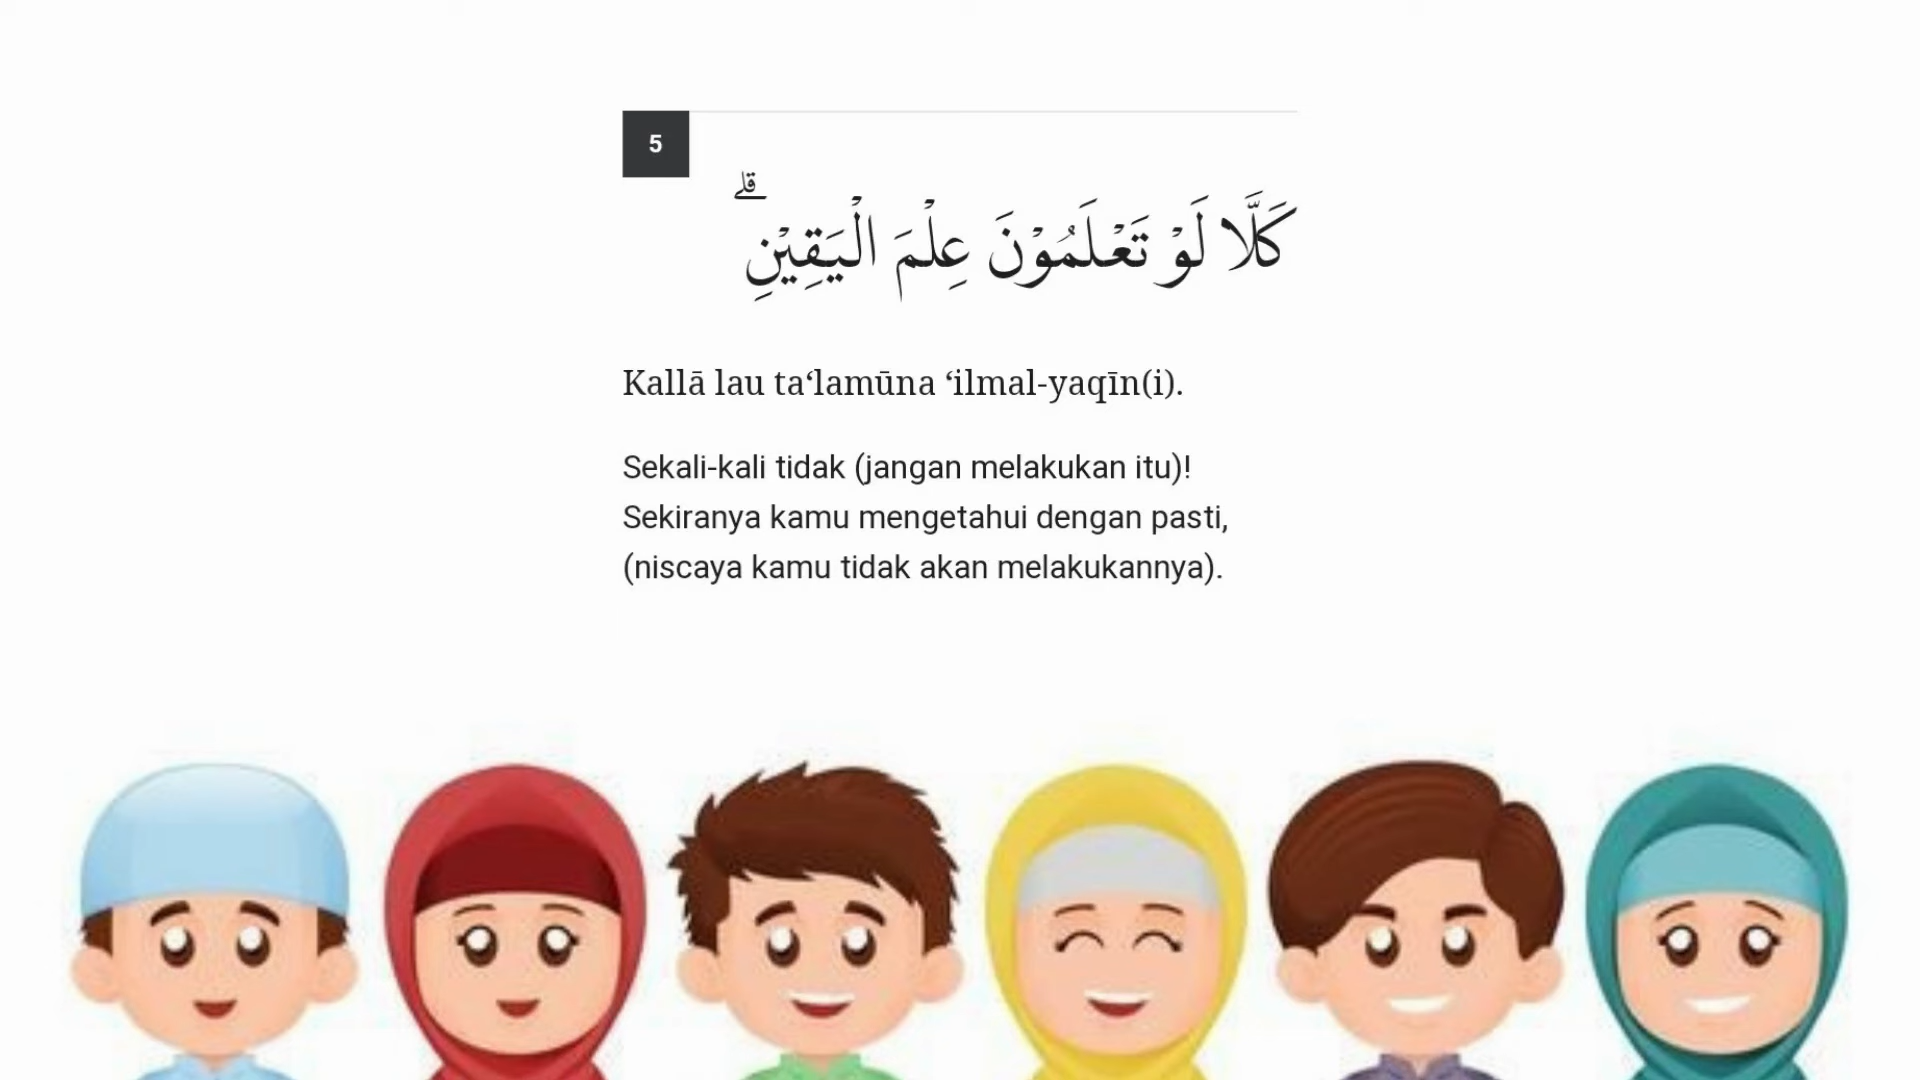 5
كَلَّا لَوْ تَعْلَمُوْنَ عِلْمَ الْيَقِيْنِۗ
Kallā lau ta‘lamūna ‘ilmal-yaqīn(i).
Sekali-kali tidak (jangan melakukan itu)!
Sekiranya kamu mengetahui dengan pasti,
(niscaya kamu tidak akan melakukannya).